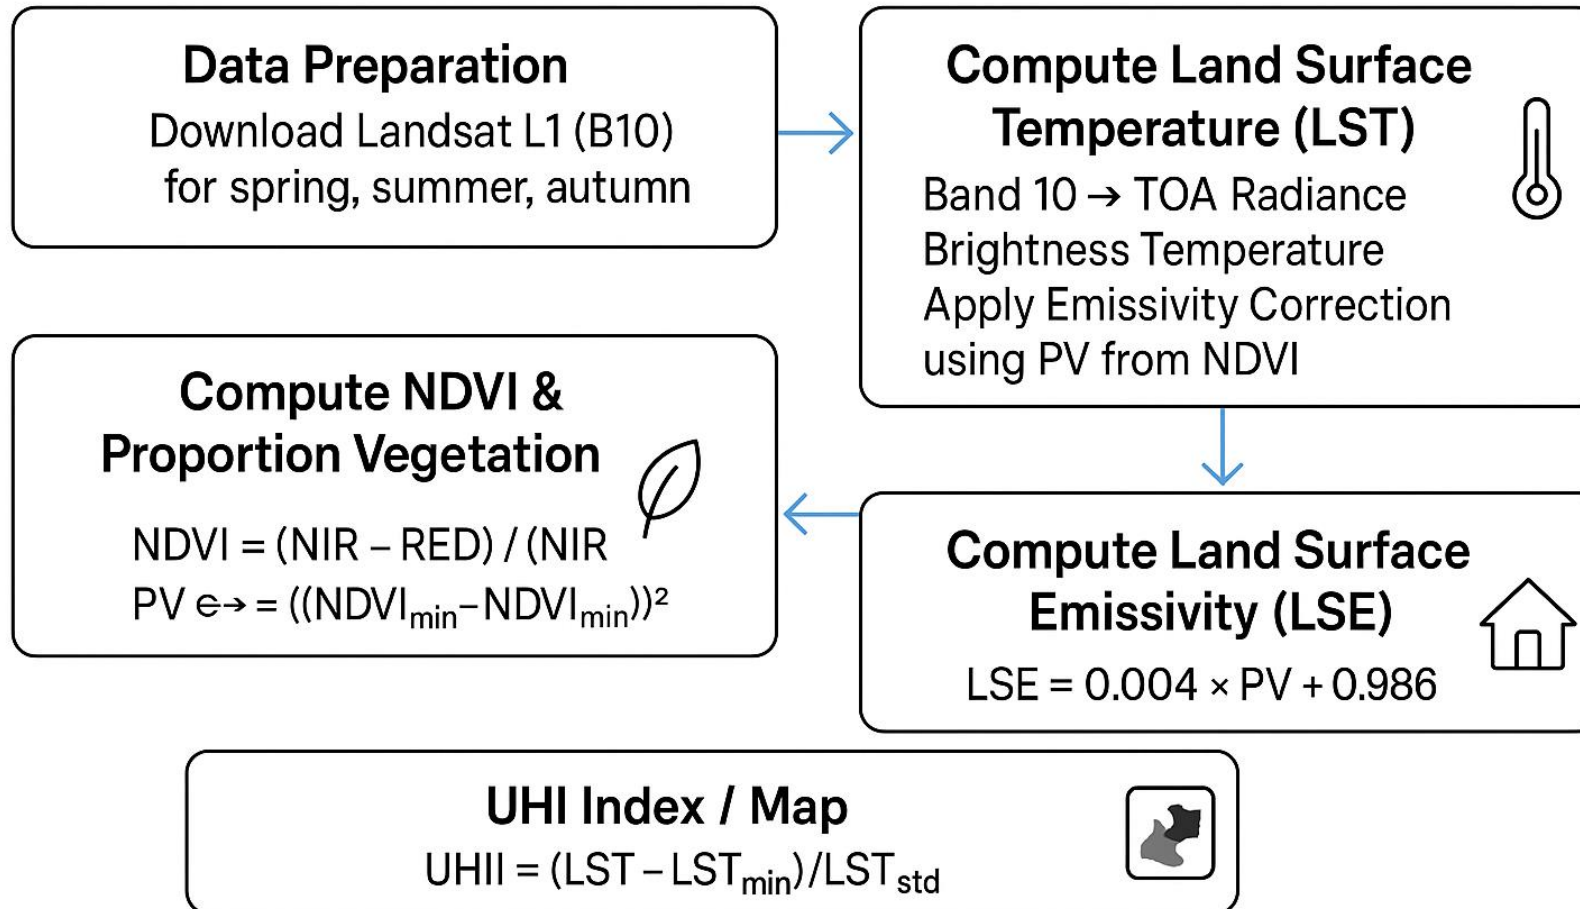 Data Preparation
Download Landsat L1 (B10)
for spring, summer, autumn
Compute Land Surface
Temperature (LST)
Band 10 → TOA Radiance
Brightness Temperature
Apply Emissivity Correction
using PV from NDVI
Compute NDVI &
Proportion Vegetation
NDVI = (NIR – RED) / (NIR
PV e→ = ((NDVImin–NDVImin))²
Compute Land Surface
Emissivity (LSE)
LSE = 0.004 × PV + 0.986
UHI Index / Map
UHII = (LST – LSTmin)/LSTstd